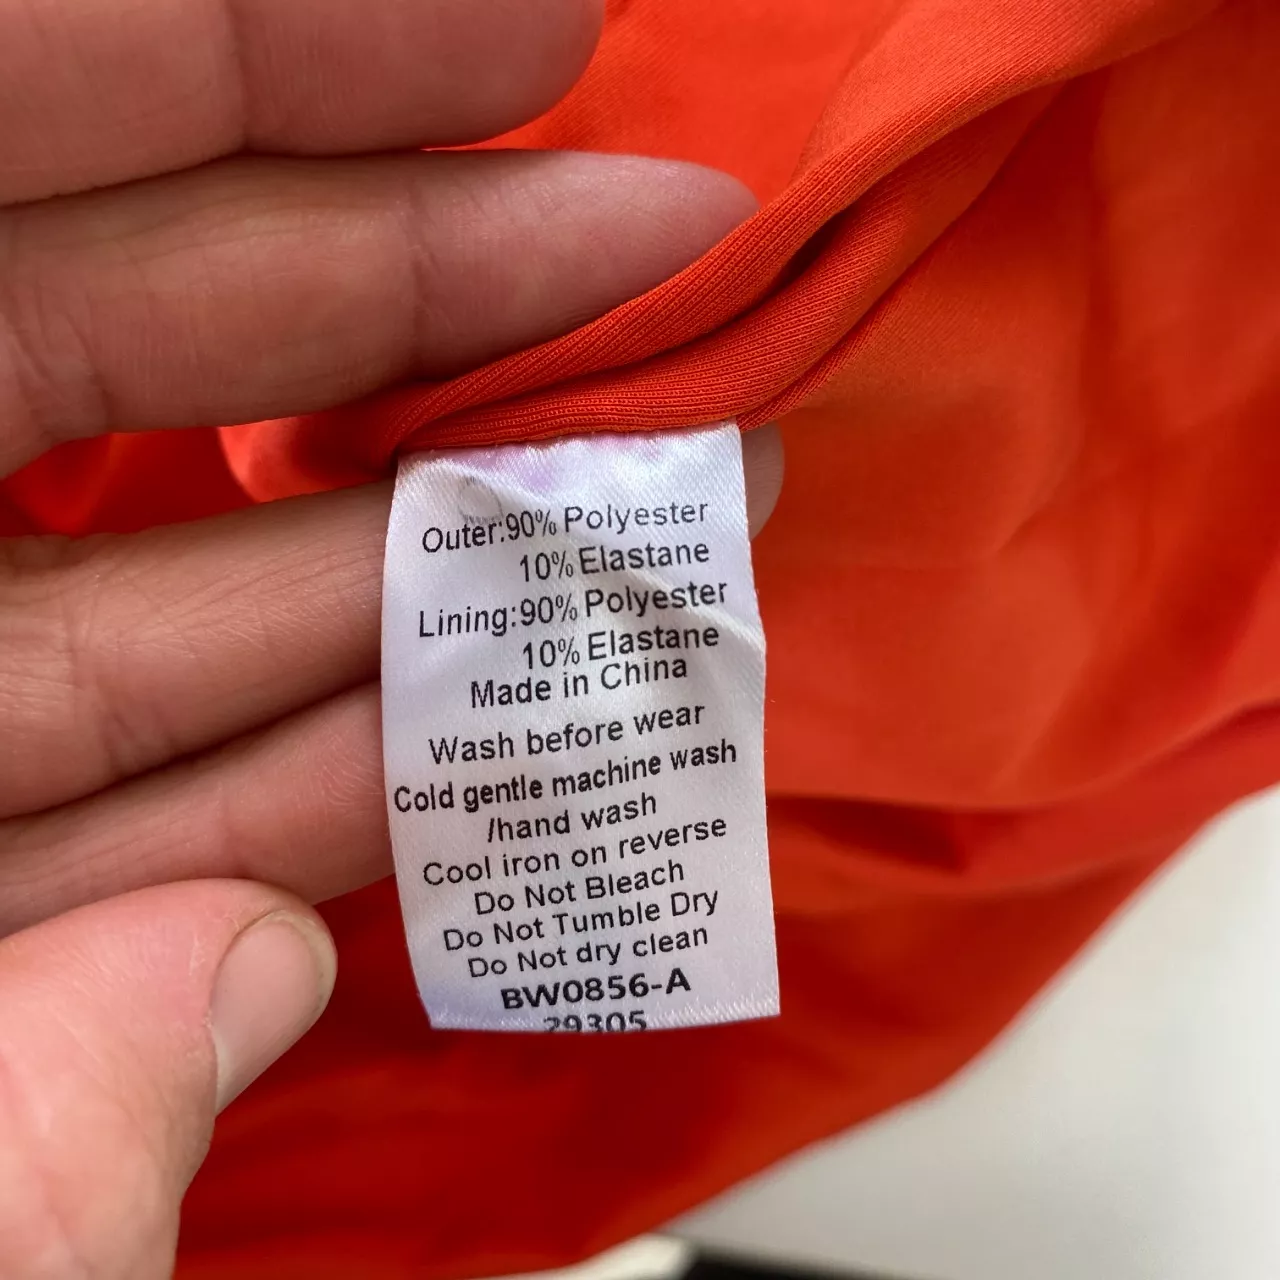 Outer:90% Polyester
10% Elastane
Lining:90% Polyester
10% Elastane
Made in China
Wash before wear
Cold gentle machine wash
/hand wash
Cool iron on reverse
Do Not Bleach
Do Not Tumble Dry
Do Not dry clean
BW0856-A
29305